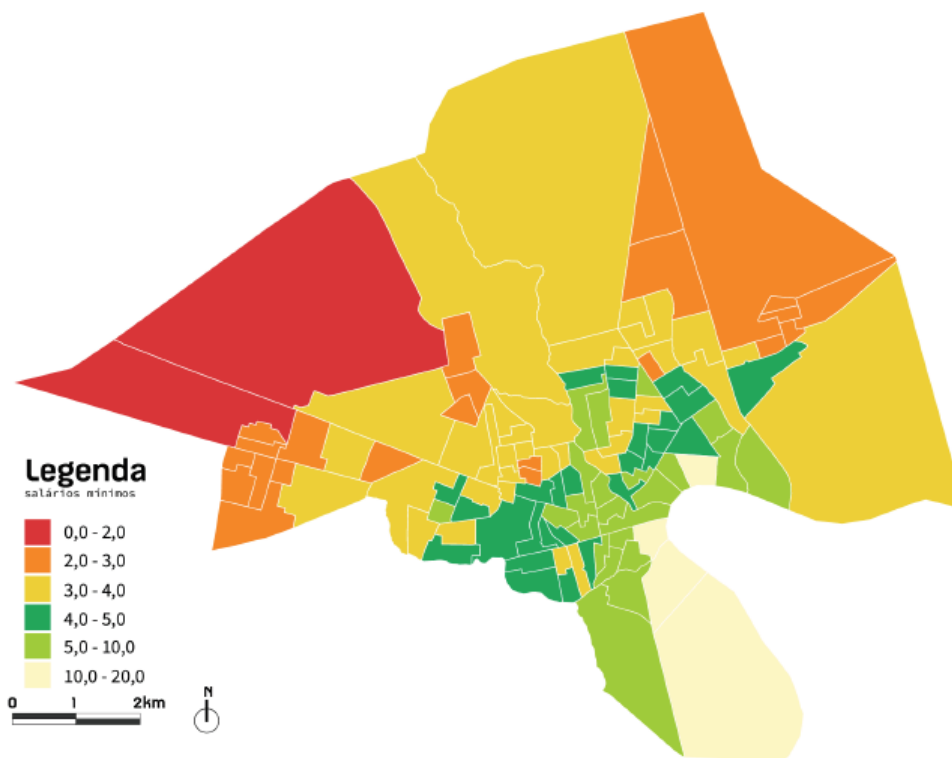 Legenda
salários mínimos
0,0 - 2,0
2,0 - 3,0
3,0 - 4,0
4,0 - 5,0
5,0 - 10,0
10,0 - 20,0
0 1 2km
N